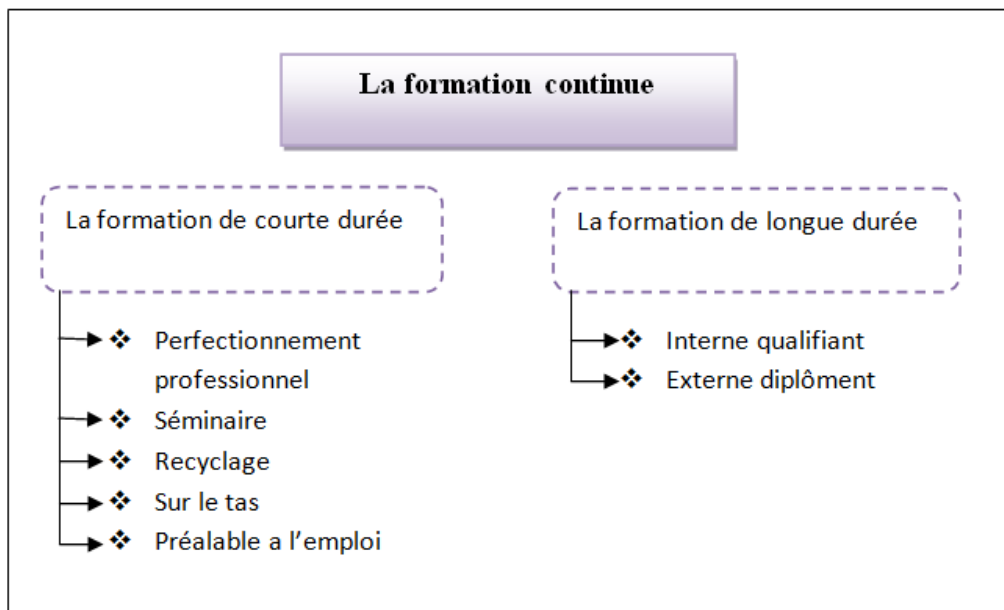 La formation continue
La formation de courte durée
La formation de longue durée
Perfectionnement
professionnel
Séminaire
Recyclage
Sur le tas
Préalable a l’emploi
Interne qualifiant
Externe diplôment